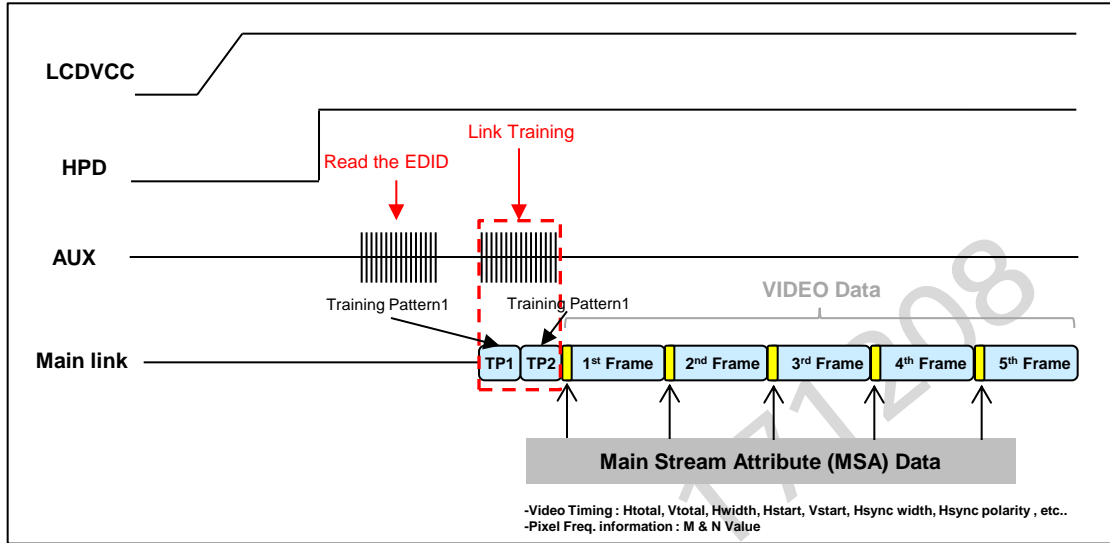 LCDVCC
Link Training
Read the EDID
HPD
AUX
VIDEO Data
Training Pattern1
Training Pattern1
Main link
TP1
TP2
1st Frame
2nd Frame
3rd Frame
4th Frame
5th Frame
Main Stream Attribute (MSA) Data
-Video Timing : Htotal, Vtotal, Hwidth, Hstart, Vstart, Hsync width, Hsync polarity , etc..
-Pixel Freq. information : M & N Value
171208